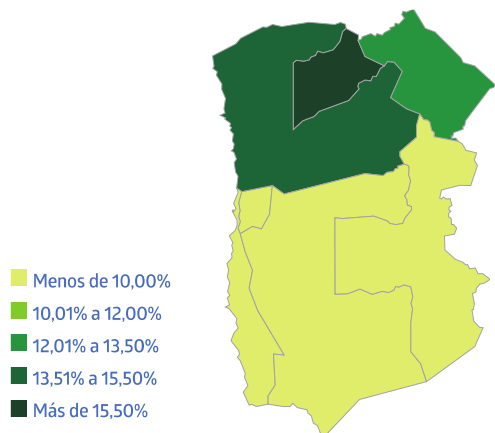 Menos de 10,00%
10,01% a 12,00%
12,01% a 13,50%
13,51% a 15,50%
Más de 15,50%